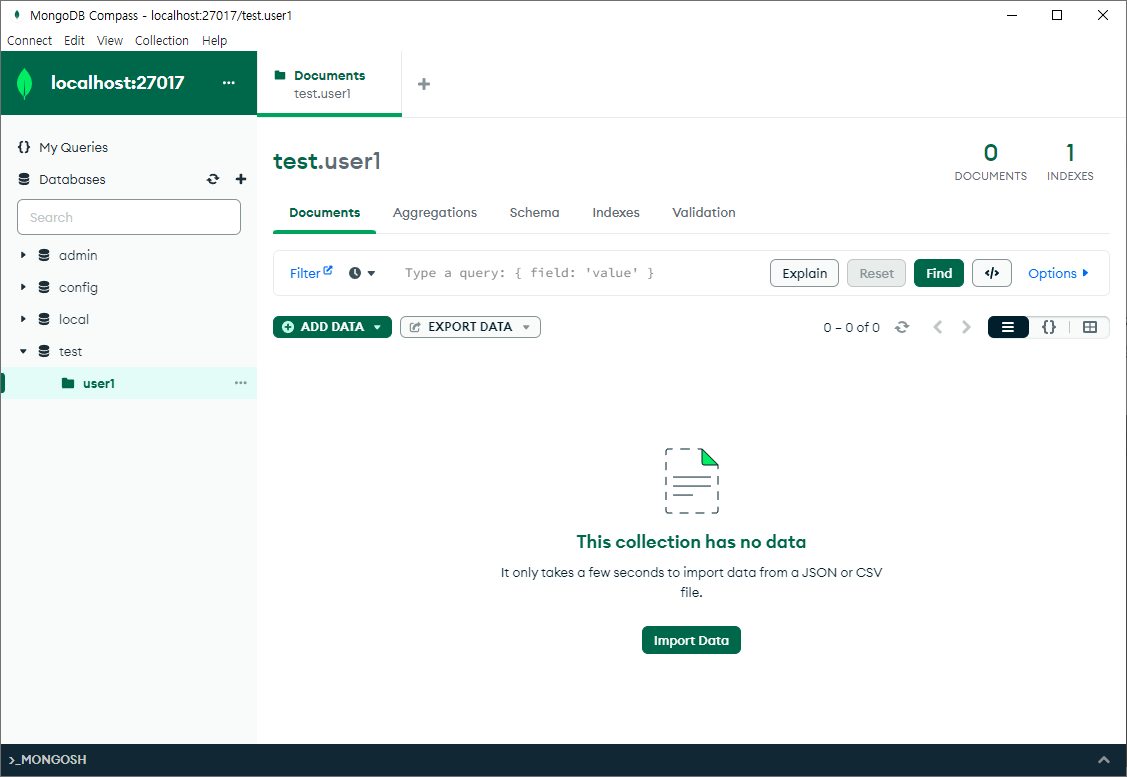 MongoDB Compass - localhost:27017/test.user1
Connect Edit View Collection Help
localhost:27017 ···
Documents
test.user1
+
{} My Queries
Databases +
Search
admin
config
local
test
user1 ···
test.user1
0
DOCUMENTS
1
INDEXES
Documents Aggregations Schema Indexes Validation
Filter Type a query: { field: 'value' } Explain Reset Find </> Options
ADD DATA EXPORT DATA 0 – 0 of 0 {}
This collection has no data
It only takes a few seconds to import data from a JSON or CSV
file.
Import Data
>_MONGOSH